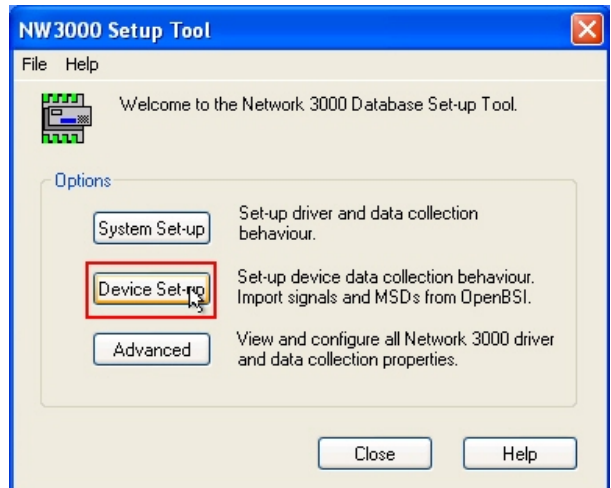 NW3000 Setup Tool
File Help
Welcome to the Network 3000 Database Set-up Tool.
Options
System Set-up
Set-up driver and data collection
behaviour.
Device Set-up
Set-up device data collection behaviour.
Import signals and MSDs from OpenBSI.
Advanced
View and configure all Network 3000 driver
and data collection properties.
Close
Help